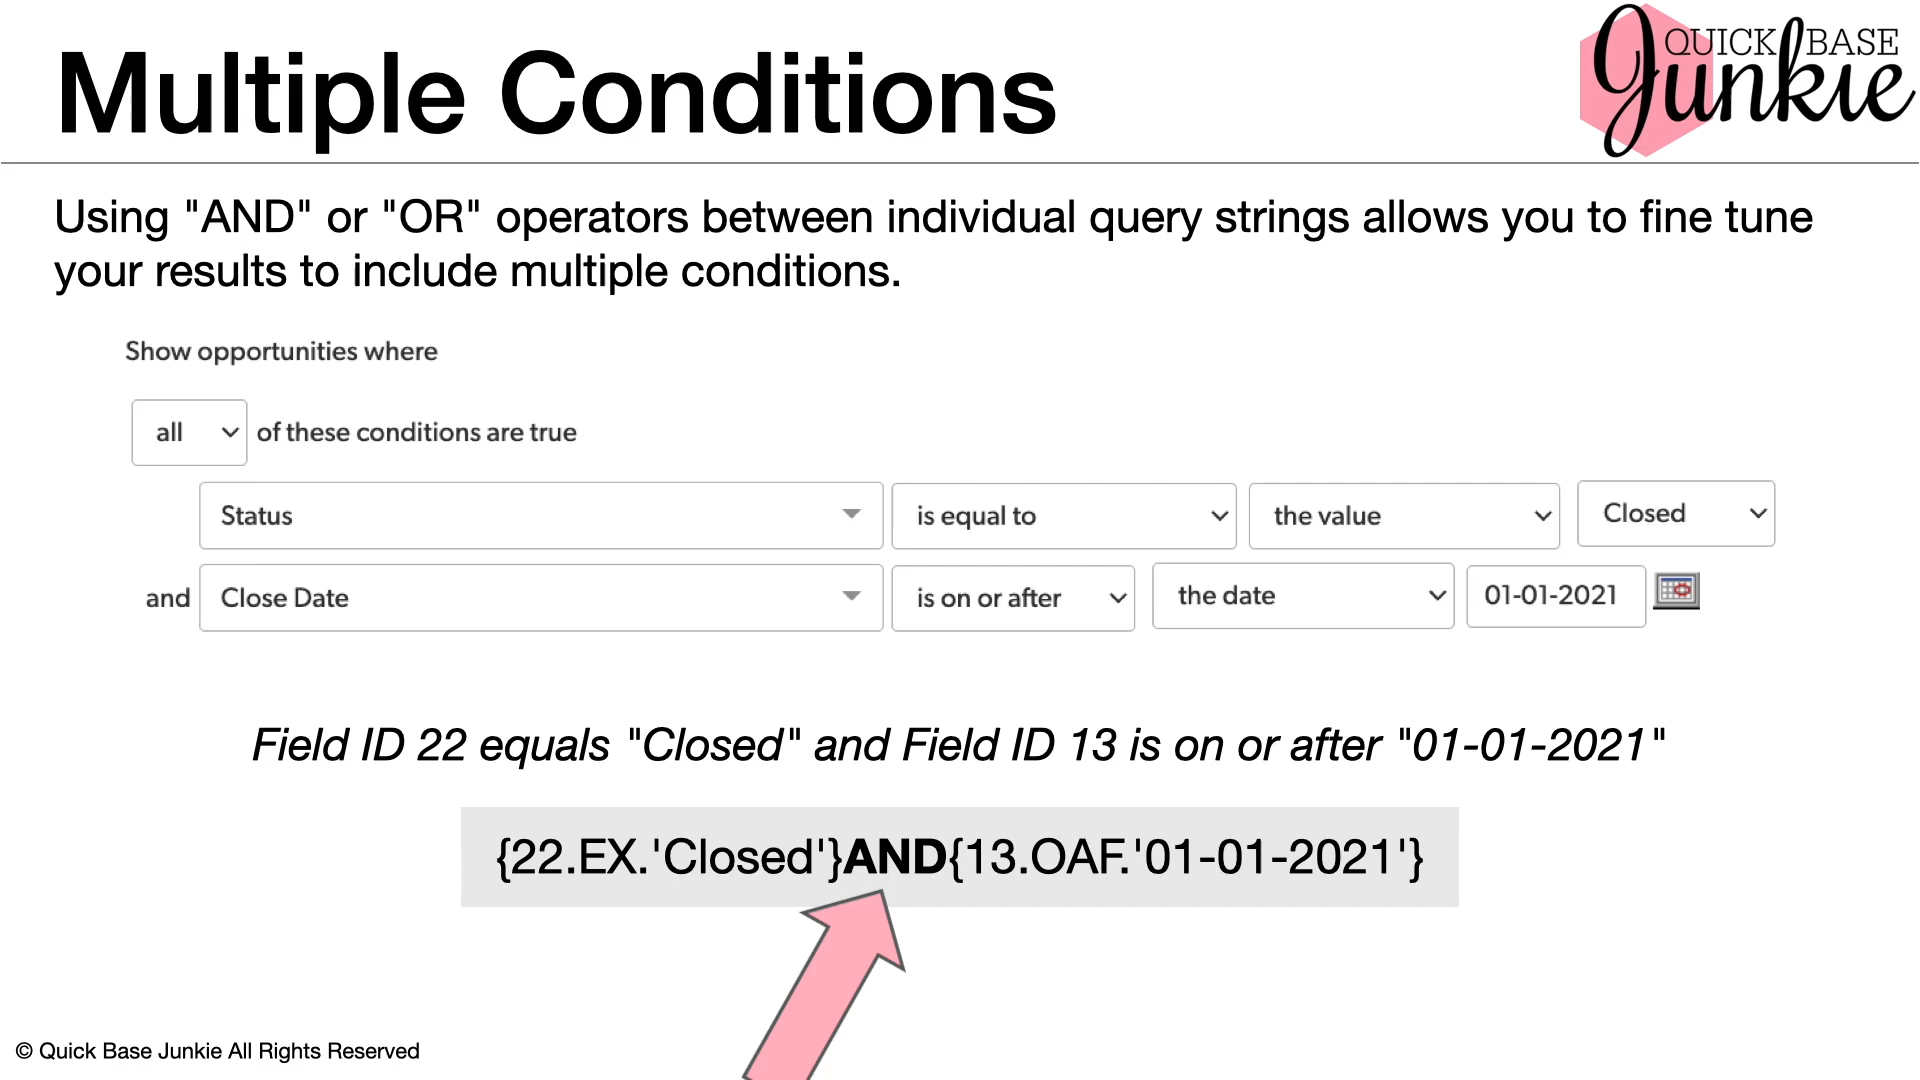 Multiple Conditions
QUICK BASE
Junkie
Using "AND" or "OR" operators between individual query strings allows you to fine tune
your results to include multiple conditions.
Show opportunities where
all of these conditions are true
Status is equal to the value Closed
and Close Date is on or after the date 01-01-2021
Field ID 22 equals "Closed" and Field ID 13 is on or after "01-01-2021"
{22.EX.'Closed'}AND{13.OAF.'01-01-2021'}
© Quick Base Junkie All Rights Reserved